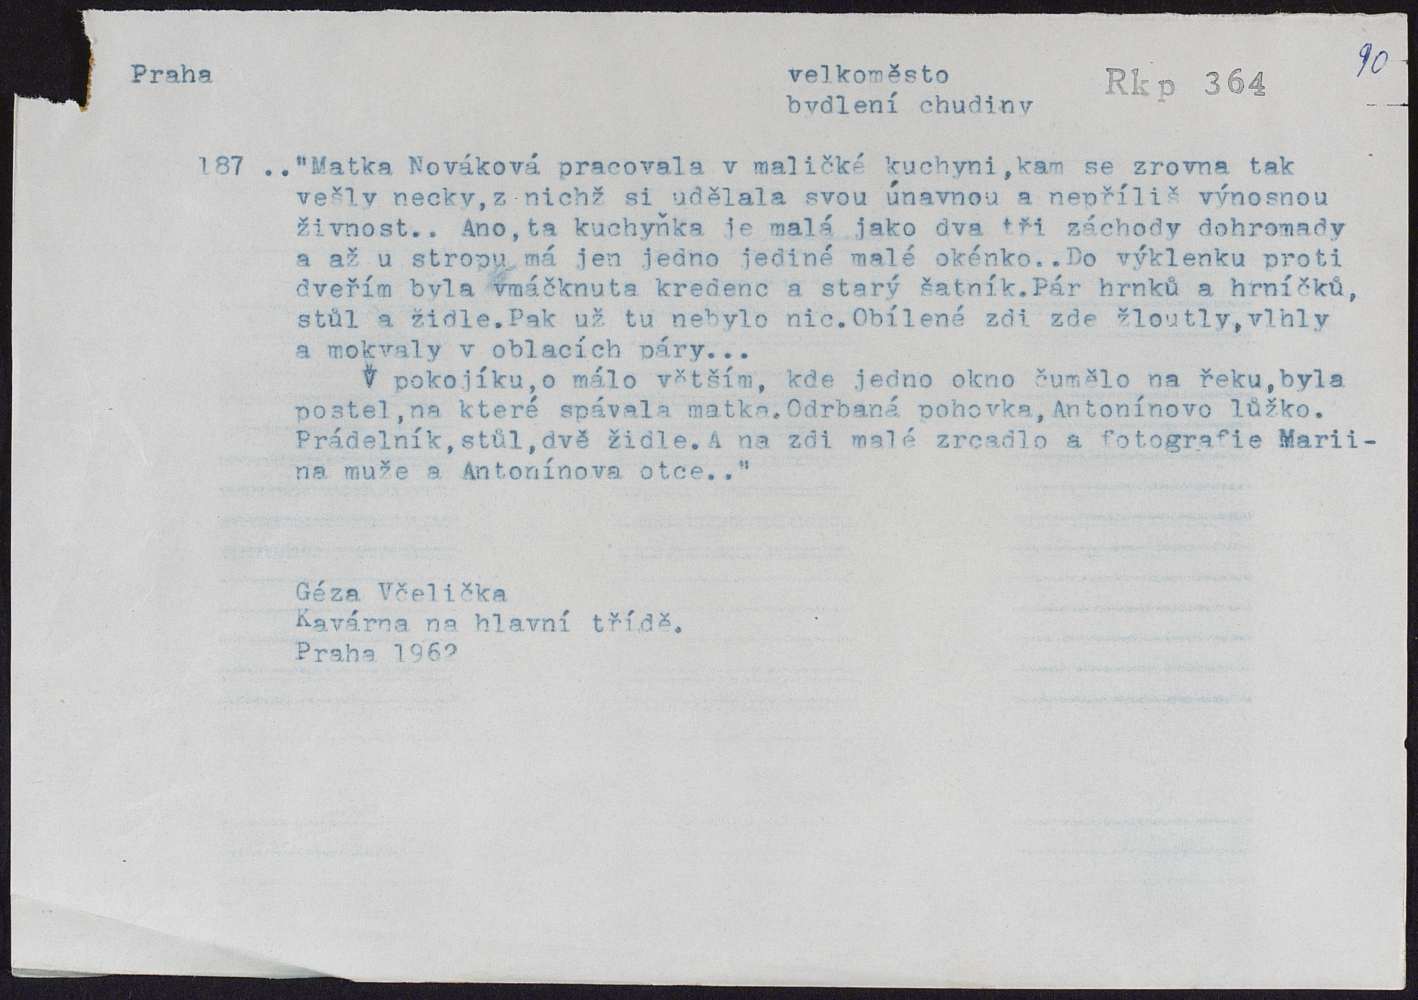 90
Praha
velkoměsto
Rkp 364
bydlení chudiny
187 .."Matka Nováková pracovala v maličké kuchyni,kam se zrovna tak
vešly necky,z nichž si udělala svou únavnou a nepříliš výnosnou
živnost.. Ano,ta kuchyňka je malá jako dva tři záchody dohromady
a až u stropu má jen jedno jediné malé okénko..Do výklenku proti
dveřím byla vmáčknuta kredenc a starý šatník.Pár hrnků a hrníčků,
stůl a židle.Pak už tu nebylo nic.Obílené zdi zde žloutly,vlhly
a mokvaly v oblacích páry...
V pokojíku,o málo větším, kde jedno okno čumělo na řeku,byla
postel,na které spávala matka.Odrbaná pohovka,Antonínovo lůžko.
Prádelník,stůl,dvě židle.A na zdi malé zrcadlo a fotografie Marii-
na muže a Antonínova otce.."
Géza Včelička
Kavárna na hlavní třídě.
Praha 1962